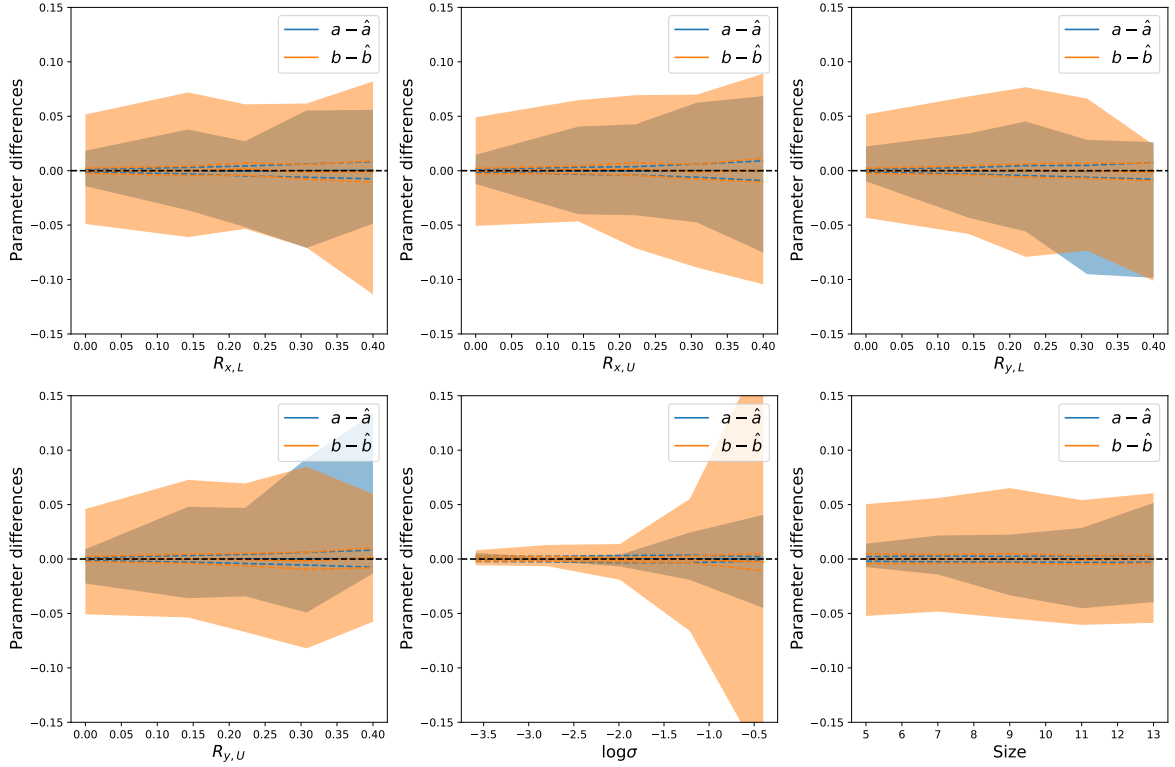 0.15
0.10
0.05
0.00
−0.05
−0.10
−0.15
Parameter differences
a − â
b − b̂
0.00 0.05 0.10 0.15 0.20 0.25 0.30 0.35 0.40
R_{x,L}
0.15
0.10
0.05
0.00
−0.05
−0.10
−0.15
Parameter differences
a − â
b − b̂
0.00 0.05 0.10 0.15 0.20 0.25 0.30 0.35 0.40
R_{x,U}
0.15
0.10
0.05
0.00
−0.05
−0.10
−0.15
Parameter differences
a − â
b − b̂
0.00 0.05 0.10 0.15 0.20 0.25 0.30 0.35 0.40
R_{y,L}
0.15
0.10
0.05
0.00
−0.05
−0.10
−0.15
Parameter differences
a − â
b − b̂
0.00 0.05 0.10 0.15 0.20 0.25 0.30 0.35 0.40
R_{y,U}
0.15
0.10
0.05
0.00
−0.05
−0.10
−0.15
Parameter differences
a − â
b − b̂
−3.5 −3.0 −2.5 −2.0 −1.5 −1.0 −0.5
logσ
0.15
0.10
0.05
0.00
−0.05
−0.10
−0.15
Parameter differences
a − â
b − b̂
5 6 7 8 9 10 11 12 13
Size